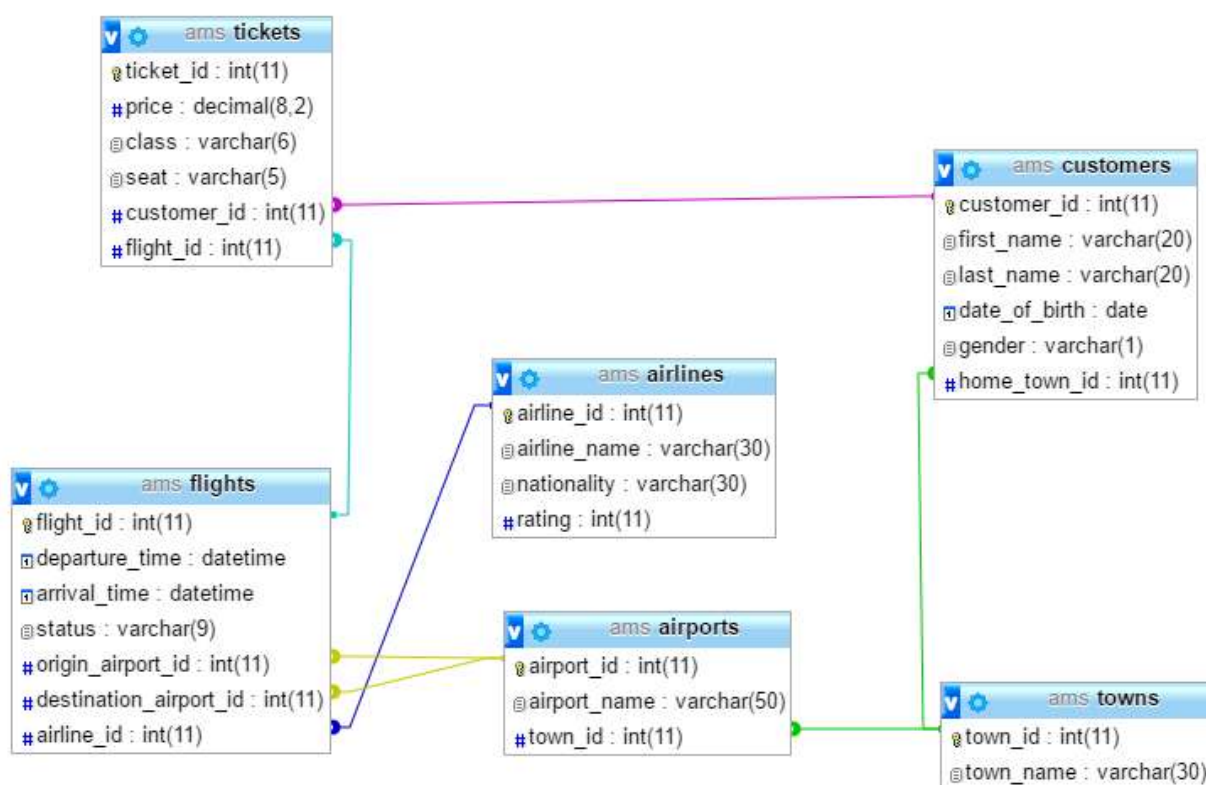 ams tickets
ticket_id : int(11)
price : decimal(8,2)
class : varchar(6)
seat : varchar(5)
customer_id : int(11)
flight_id : int(11)
ams customers
customer_id : int(11)
first_name : varchar(20)
last_name : varchar(20)
date_of_birth : date
gender : varchar(1)
home_town_id : int(11)
ams airlines
airline_id : int(11)
airline_name : varchar(30)
nationality : varchar(30)
rating : int(11)
ams flights
flight_id : int(11)
departure_time : datetime
arrival_time : datetime
status : varchar(9)
origin_airport_id : int(11)
destination_airport_id : int(11)
airline_id : int(11)
ams airports
airport_id : int(11)
airport_name : varchar(50)
town_id : int(11)
ams towns
town_id : int(11)
town_name : varchar(30)